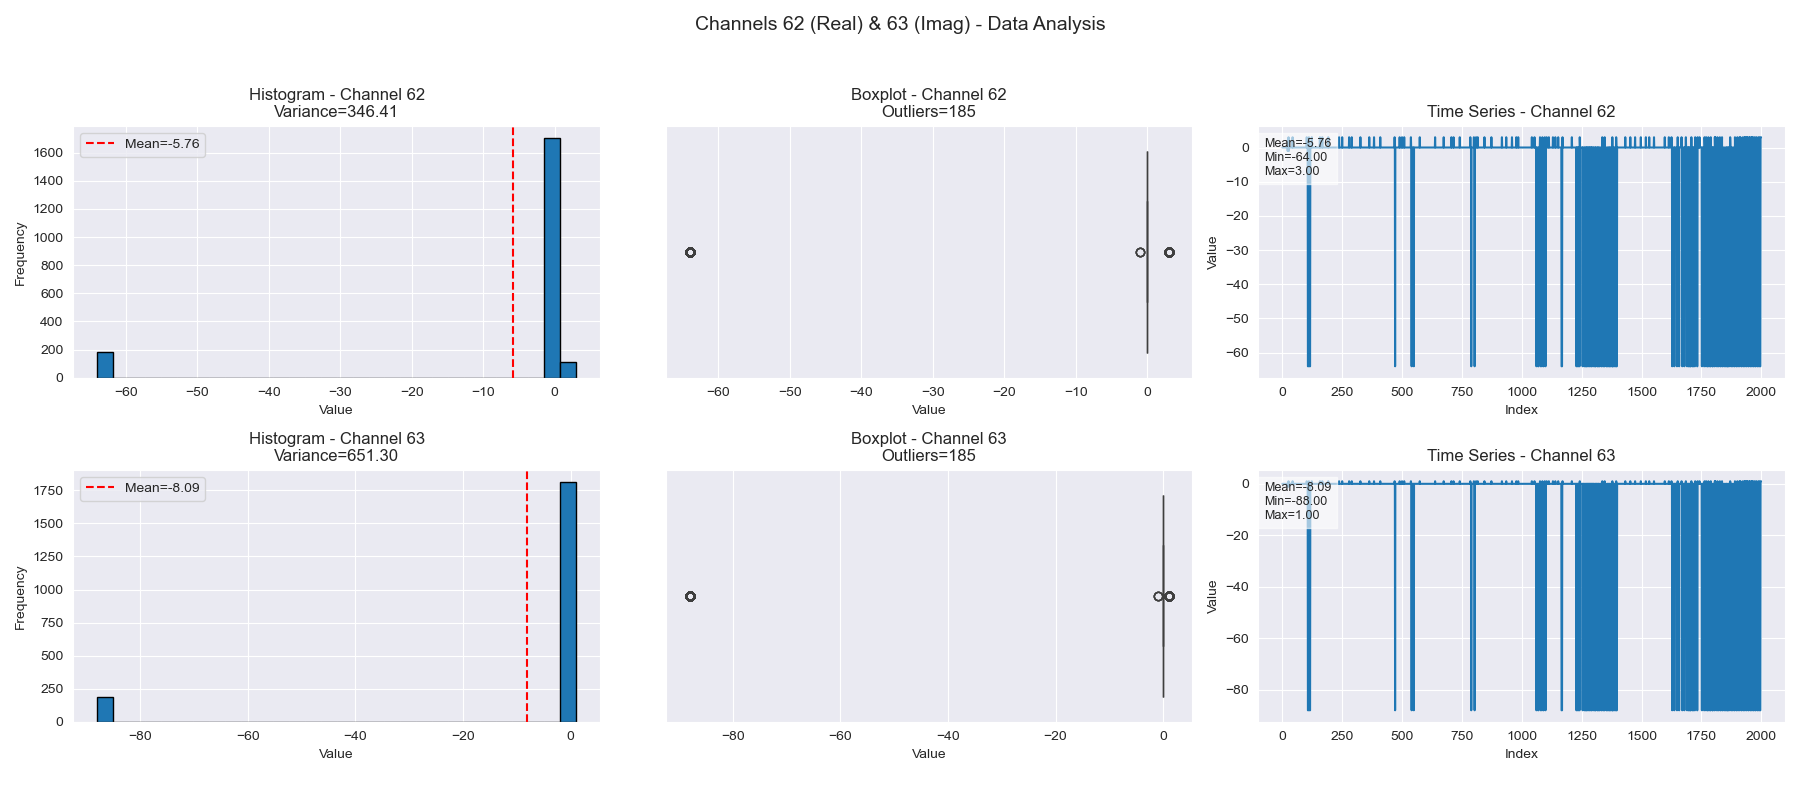 Channels 62 (Real) & 63 (Imag) - Data Analysis
Histogram - Channel 62
Variance=346.41
Mean=-5.76
Frequency
1600
1400
1200
1000
800
600
400
200
0
−60 −50 −40 −30 −20 −10 0
Value
Boxplot - Channel 62
Outliers=185
−60 −50 −40 −30 −20 −10 0
Value
Time Series - Channel 62
Mean=-5.76
Min=-64.00
Max=3.00
Value
0
−10
−20
−30
−40
−50
−60
0 250 500 750 1000 1250 1500 1750 2000
Index
Histogram - Channel 63
Variance=651.30
Mean=-8.09
Frequency
1750
1500
1250
1000
750
500
250
0
−80 −60 −40 −20 0
Value
Boxplot - Channel 63
Outliers=185
−80 −60 −40 −20 0
Value
Time Series - Channel 63
Mean=-8.09
Min=-88.00
Max=1.00
Value
0
−20
−40
−60
−80
0 250 500 750 1000 1250 1500 1750 2000
Index